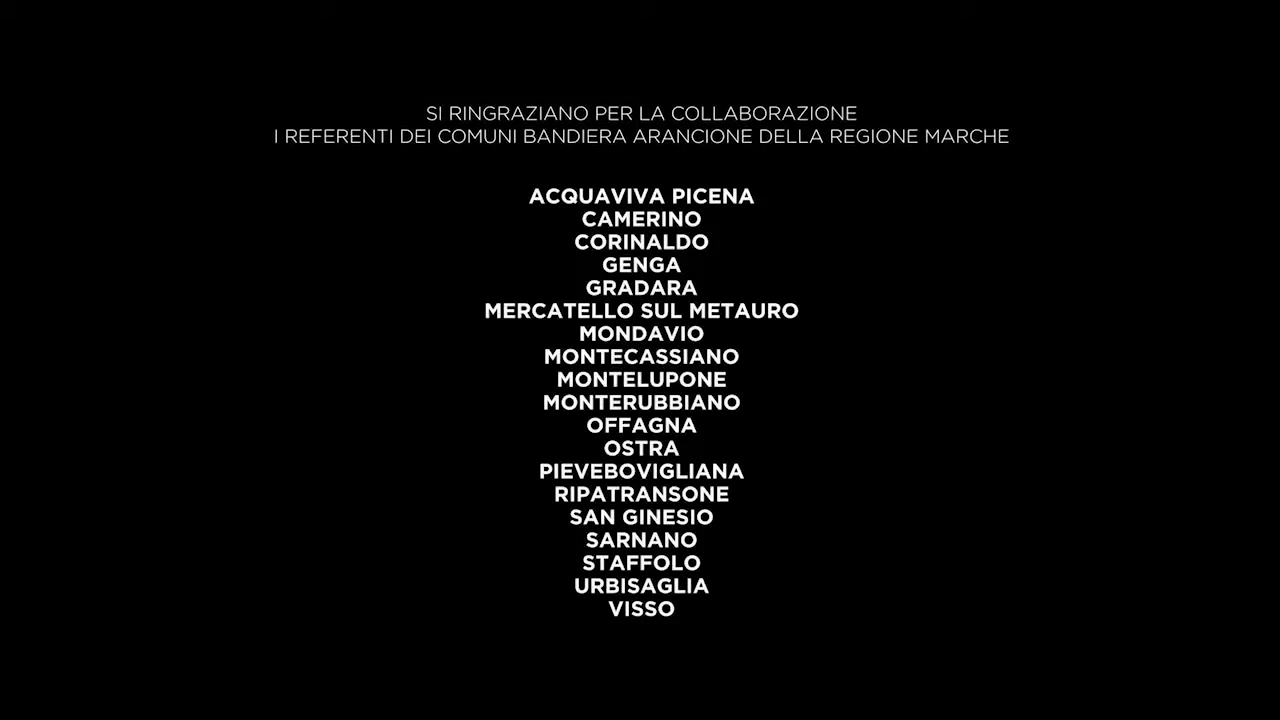 SI RINGRAZIANO PER LA COLLABORAZIONE
I REFERENTI DEI COMUNI BANDIERA ARANCIONE DELLA REGIONE MARCHE
ACQUAVIVA PICENA
CAMERINO
CORINALDO
GENGA
GRADARA
MERCATELLO SUL METAURO
MONDAVIO
MONTECASSIANO
MONTELUPONE
MONTERUBBIANO
OFFAGNA
OSTRA
PIEVEBOVIGLIANA
RIPATRANSONE
SAN GINESIO
SARNANO
STAFFOLO
URBISAGLIA
VISSO